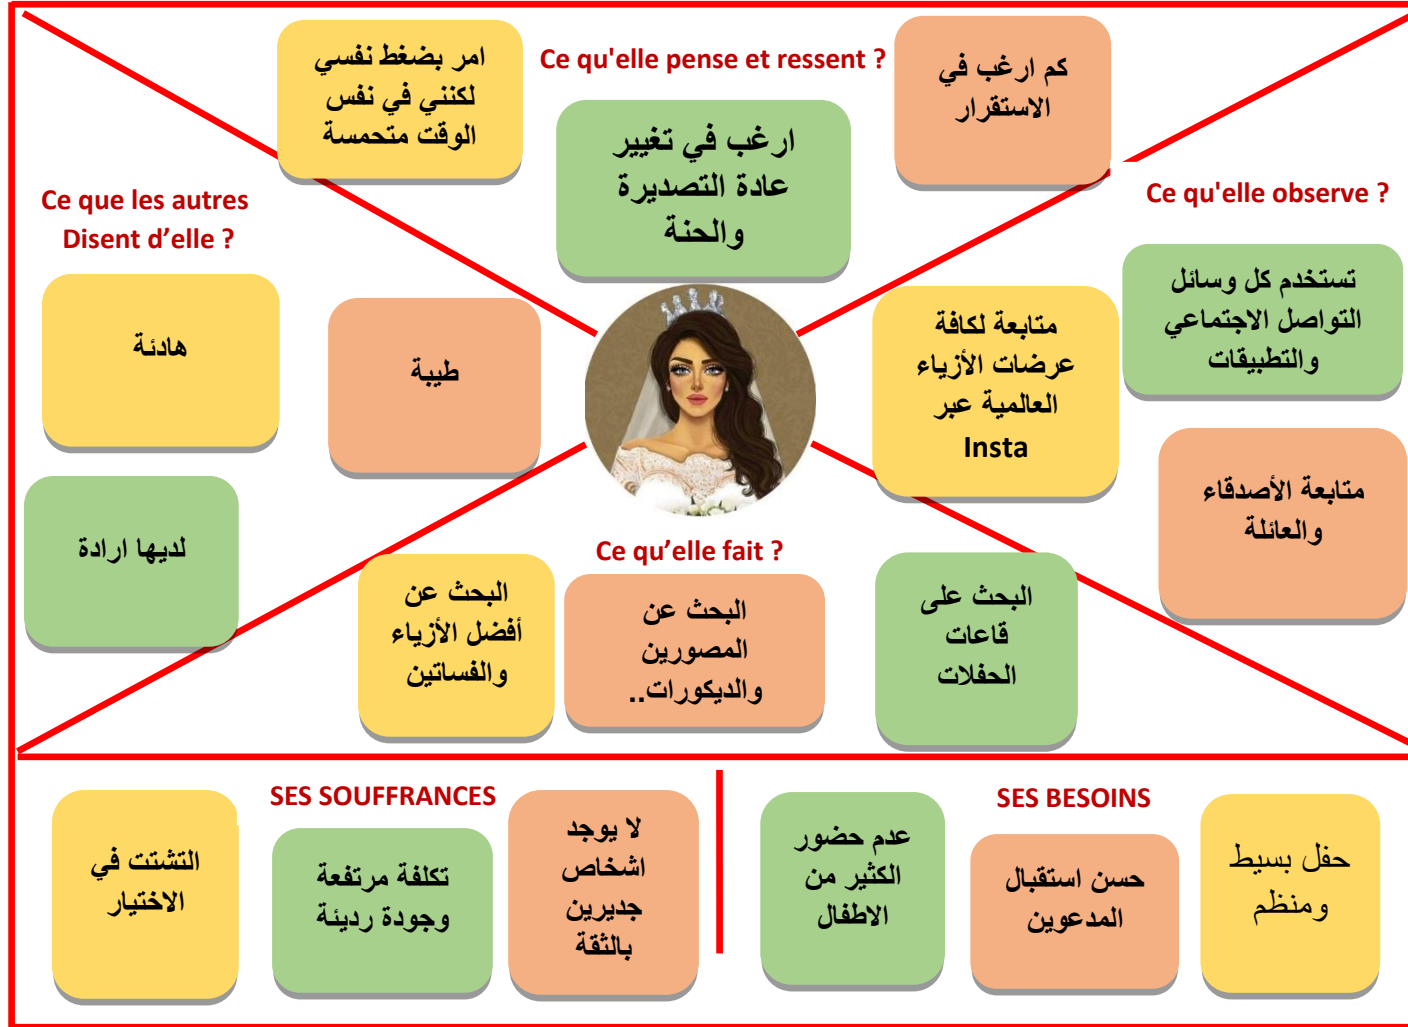 Ce qu'elle pense et ressent ?
امر بضغط نفسي
لكنني في نفس
الوقت متحمسة
ارغب في تغيير
عادة التصديرة
والحنة
كم ارغب في
الاستقرار
Ce que les autres
Disent d’elle ?
هادئة
طيبة
لديها ارادة
Ce qu'elle observe ?
تستخدم كل وسائل
التواصل الاجتماعي
والتطبيقات
متابعة لكافة
عرضات الأزياء
العالمية عبر
Insta
متابعة الأصدقاء
والعائلة
Ce qu’elle fait ?
البحث عن
أفضل الأزياء
والفساتين
البحث عن
المصورين
والديكورات..
البحث على
قاعات
الحفلات
SES SOUFFRANCES
التشتت في
الاختيار
تكلفة مرتفعة
وجودة رديئة
لا يوجد
اشخاص
جديرين
بالثقة
SES BESOINS
عدم حضور
الكثير من
الاطفال
حسن استقبال
المدعوين
حفل بسيط
ومنظم